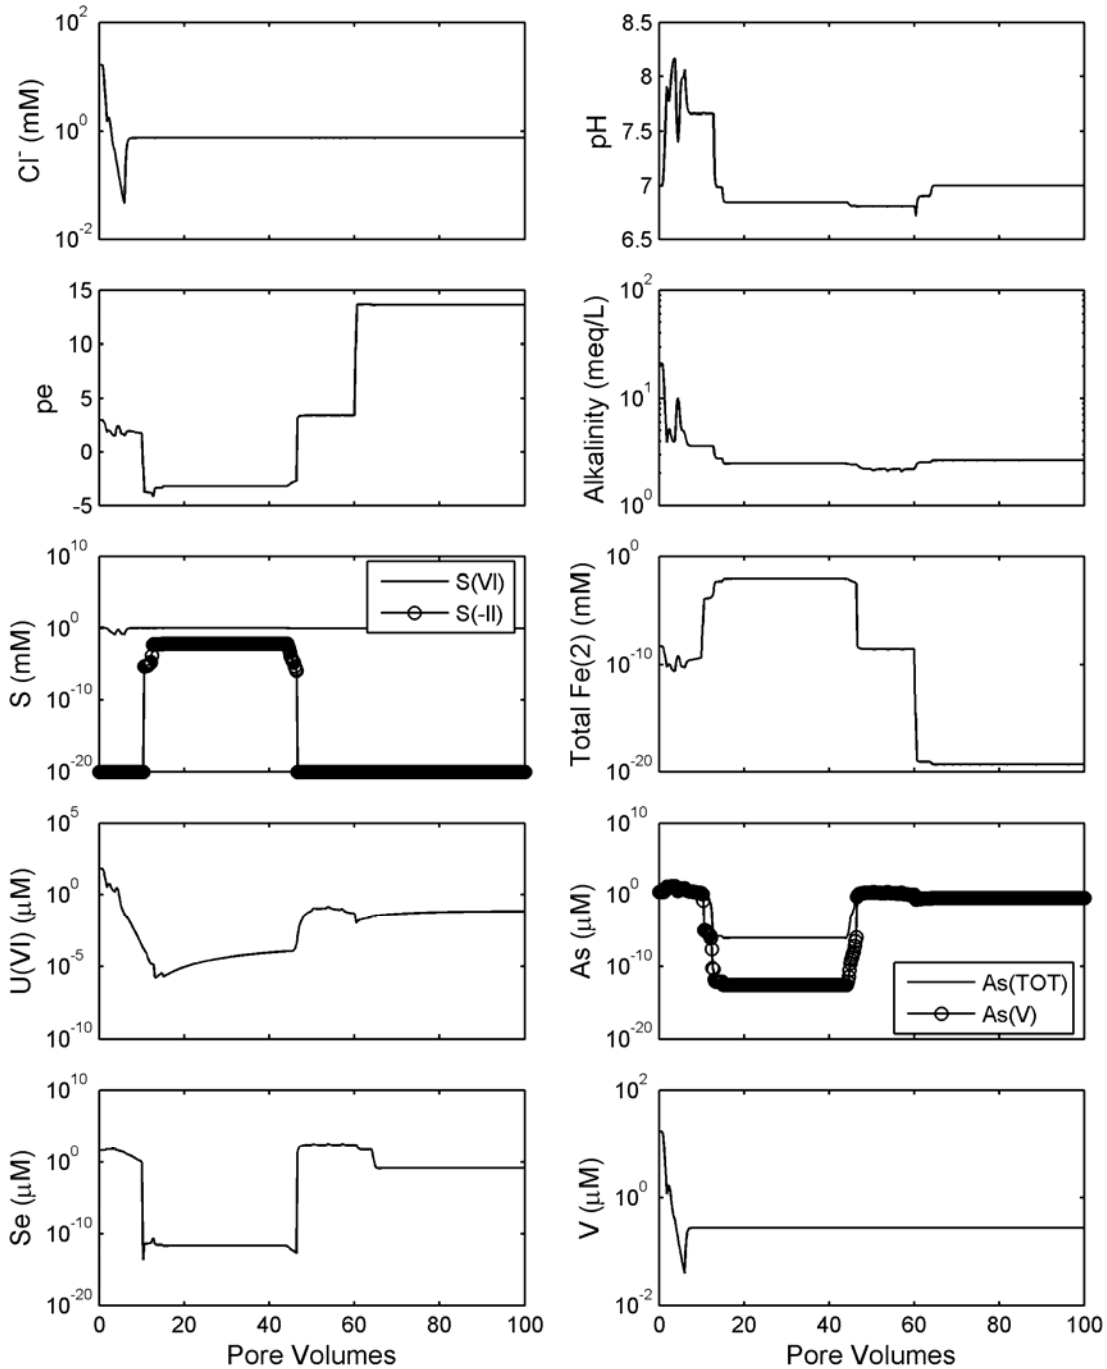 10^2
10^0
10^-2
Cl^- (mM)
8.5
8
7.5
7
6.5
pH
15
10
5
0
-5
pe
10^2
10^1
10^0
Alkalinity (meq/L)
10^10
10^0
10^-10
10^-20
S (mM)
S(VI)
S(-II)
10^0
10^-10
10^-20
Total Fe(2) (mM)
10^5
10^0
10^-5
10^-10
U(VI) (μM)
10^10
10^0
10^-10
10^-20
As (μM)
As(TOT)
As(V)
10^10
10^0
10^-10
10^-20
Se (μM)
0 20 40 60 80 100
Pore Volumes
10^2
10^0
10^-2
V (μM)
0 20 40 60 80 100
Pore Volumes